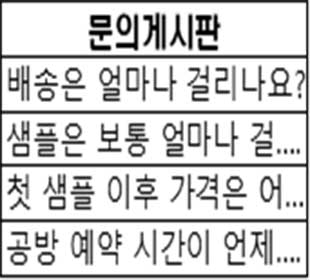 문의게시판
배송은 얼마나 걸리나요?
샘플은 보통 얼마나 걸....
첫 샘플 이후 가격은 어...
공방 예약 시간이 언제....